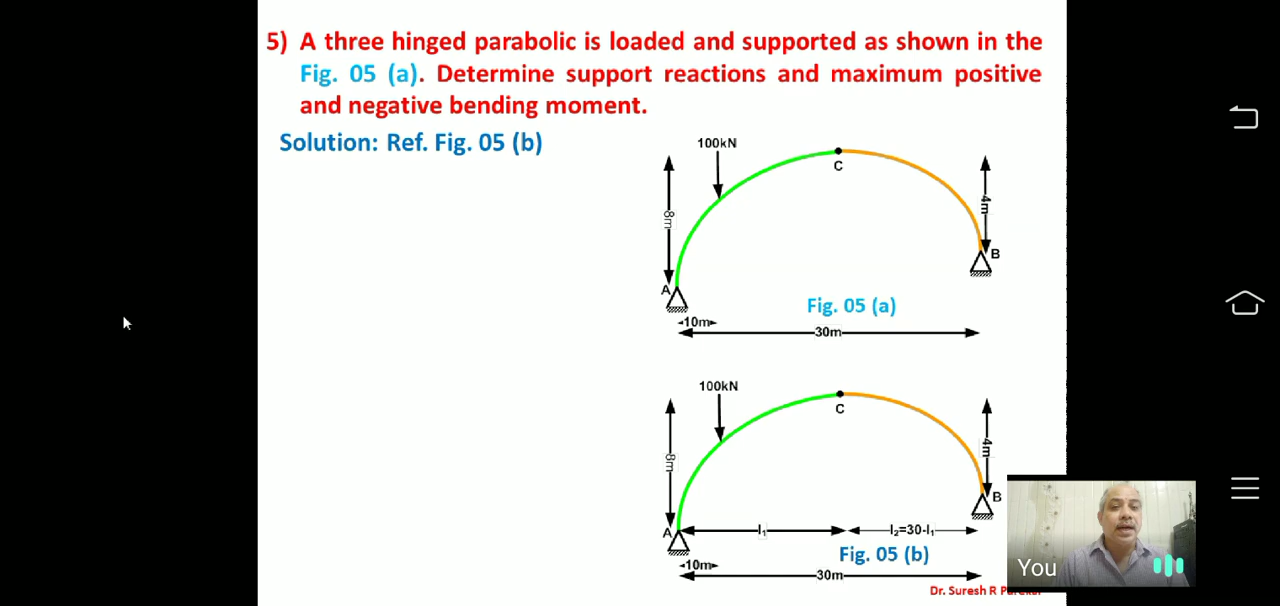 5) A three hinged parabolic is loaded and supported as shown in the
Fig. 05 (a). Determine support reactions and maximum positive
and negative bending moment.
Solution: Ref. Fig. 05 (b)
100kN
C
8m
4m
A
B
Fig. 05 (a)
10m
30m
100kN
C
8m
4m
A
B
l₁
l₂=30-l₁
Fig. 05 (b)
10m
30m
Dr. Suresh R
You